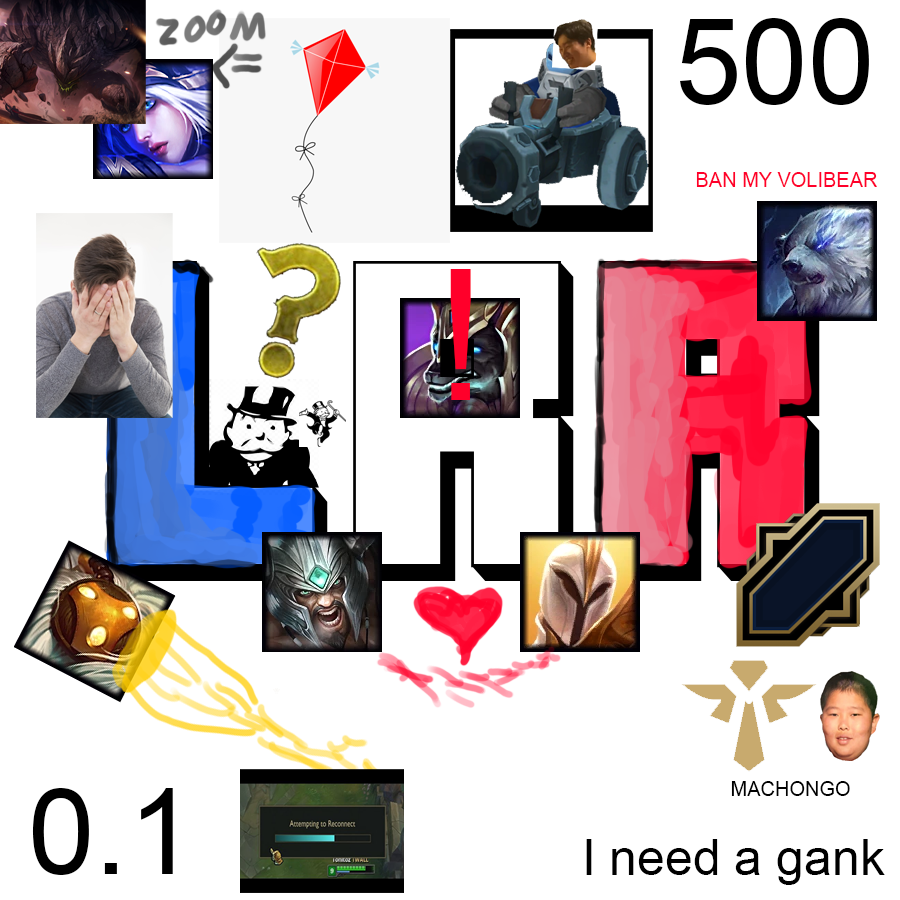 ZOOM
<=
500
BAN MY VOLIBEAR
?
!
LAR
MACHONGO
0.1
Attempting to Reconnect
I need a gank